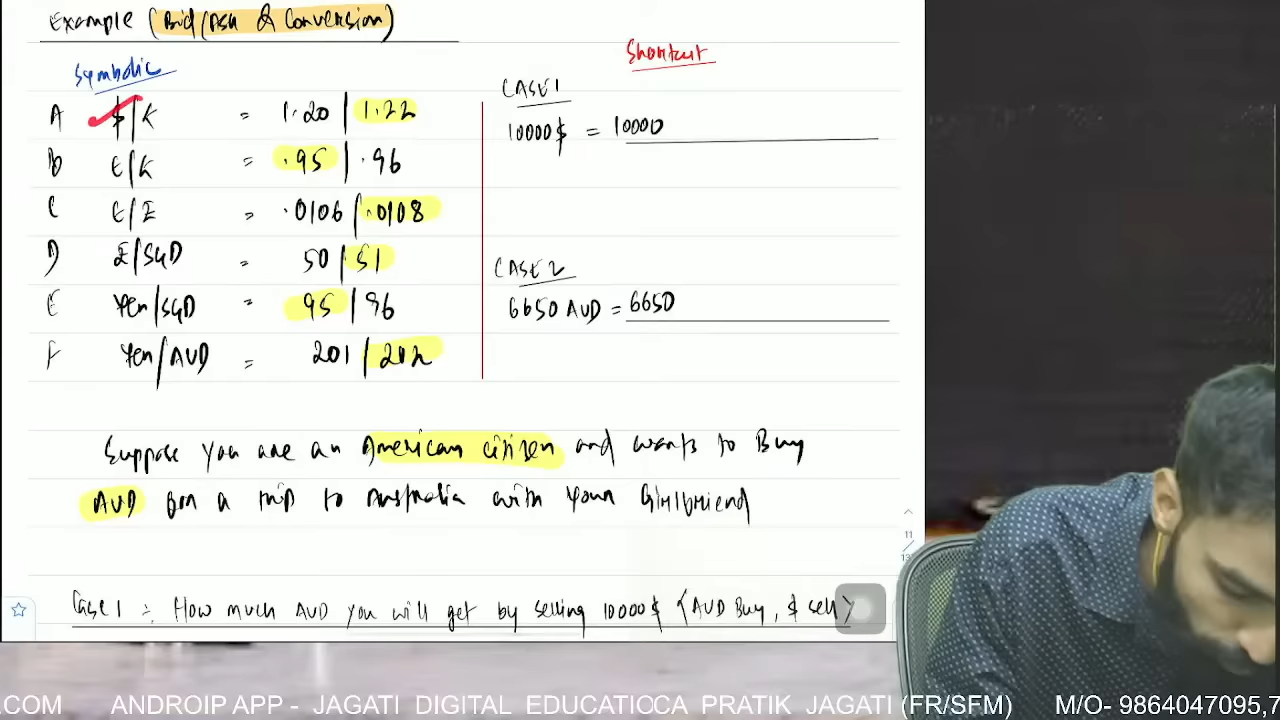 Example (Bid/Ask & Conversion)
Symbolic
Shortcut
A $/K = 1.20 | 1.22
B £/K = .95 | .96
C £/Σ = .0106 | .0108
D Σ/SGD = 50 | 51
E Yen/SGD = 95 | 96
F Yen/AUD = 201 | 202
CASE 1
10000$ = 10000
CASE 2
6650 AUD = 6650
Suppose you are an American citizen and wants to Buy
AUD for a trip to Australia with your Girlfriend
11
Case 1 : How much AUD you will get by selling 10000$ (AUD Buy, $ sell)
.COM ANDROIP APP - JAGATI DIGITAL EDUCATIOCA PRATIK JAGATI (FR/SFM) M/O- 9864047095,7